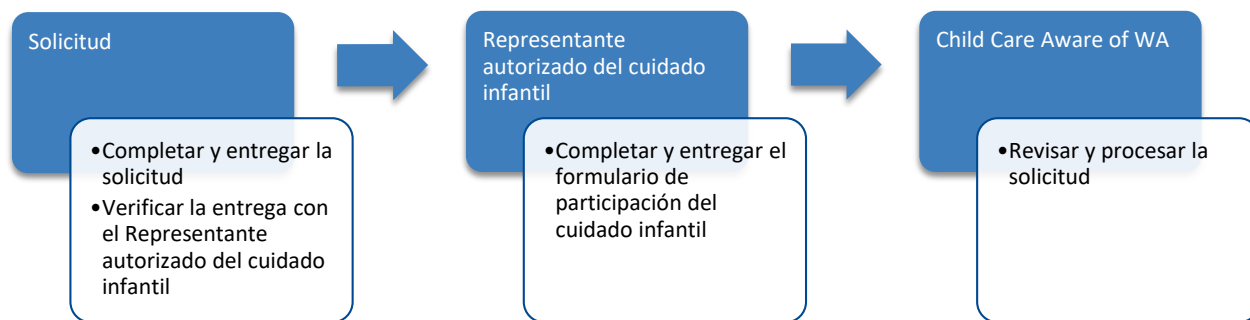 Solicitud
•Completar y entregar la
solicitud
•Verificar la entrega con
el Representante
autorizado del cuidado
infantil
Representante
autorizado del cuidado
infantil
•Completar y entregar el
formulario de
participación del
cuidado infantil
Child Care Aware of WA
•Revisar y procesar la
solicitud